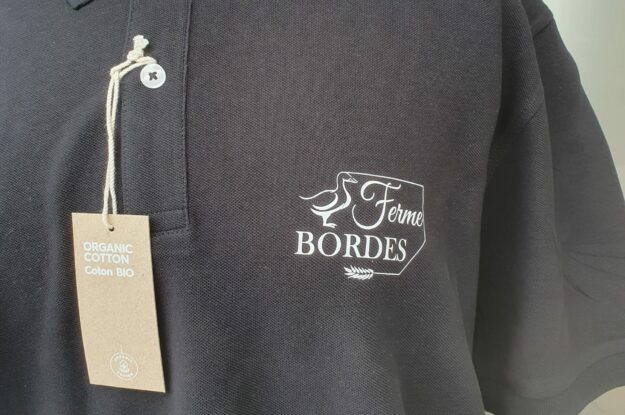 ORGANIC
COTTON
Coton BIO
Ferme
BORDES